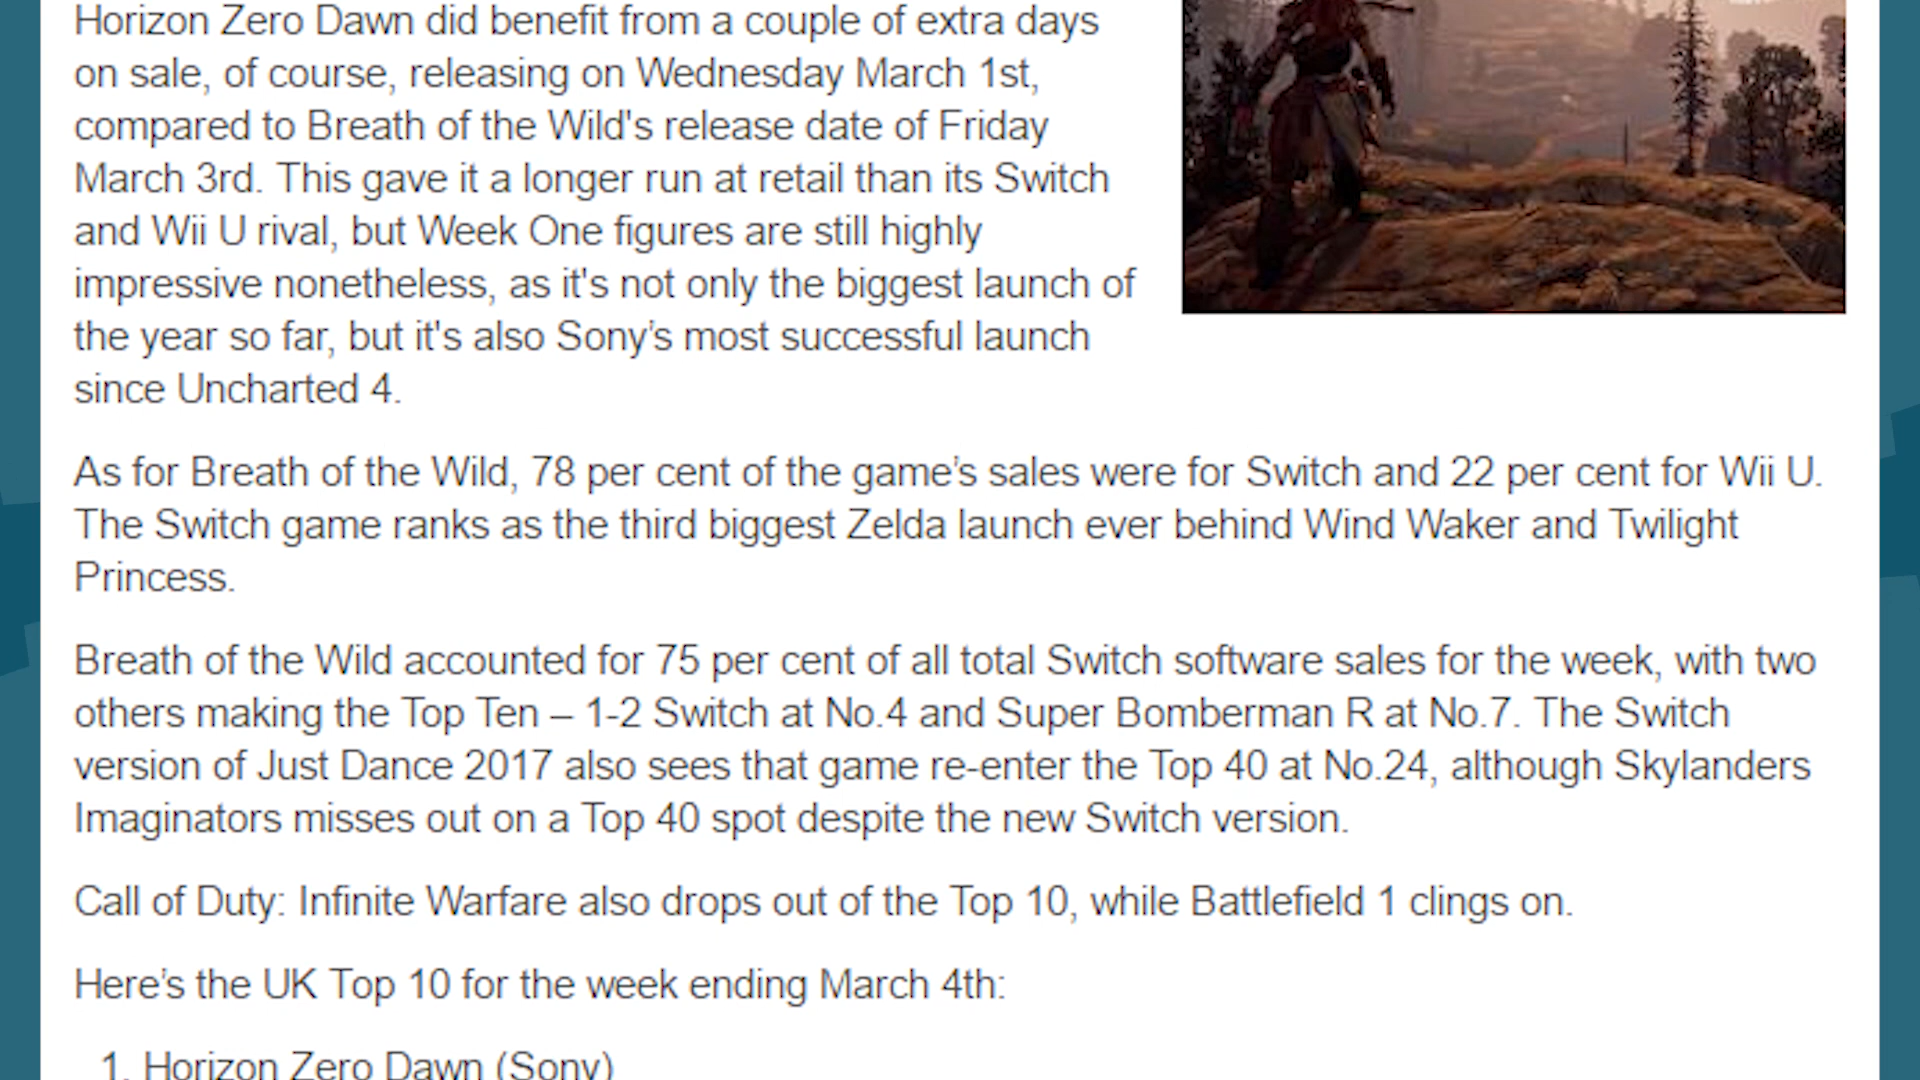 Horizon Zero Dawn did benefit from a couple of extra days
on sale, of course, releasing on Wednesday March 1st,
compared to Breath of the Wild's release date of Friday
March 3rd. This gave it a longer run at retail than its Switch
and Wii U rival, but Week One figures are still highly
impressive nonetheless, as it's not only the biggest launch of
the year so far, but it's also Sony’s most successful launch
since Uncharted 4.
As for Breath of the Wild, 78 per cent of the game’s sales were for Switch and 22 per cent for Wii U.
The Switch game ranks as the third biggest Zelda launch ever behind Wind Waker and Twilight
Princess.
Breath of the Wild accounted for 75 per cent of all total Switch software sales for the week, with two
others making the Top Ten – 1-2 Switch at No.4 and Super Bomberman R at No.7. The Switch
version of Just Dance 2017 also sees that game re-enter the Top 40 at No.24, although Skylanders
Imaginators misses out on a Top 40 spot despite the new Switch version.
Call of Duty: Infinite Warfare also drops out of the Top 10, while Battlefield 1 clings on.
Here’s the UK Top 10 for the week ending March 4th:
1. Horizon Zero Dawn (Sony)